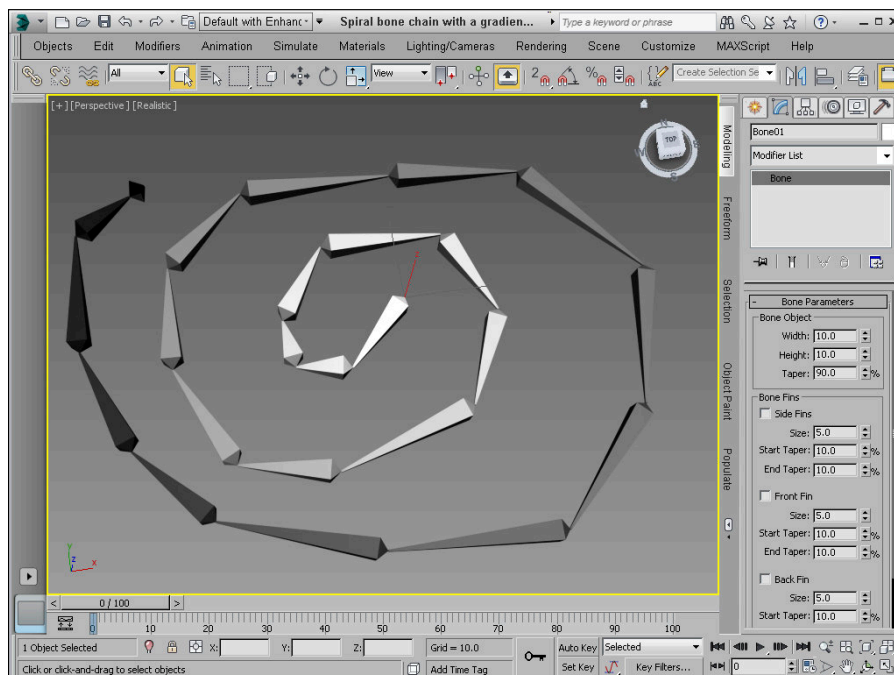 Default with Enhanc Spiral bone chain with a gradien... Type a keyword or phrase
Objects Edit Modifiers Animation Simulate Materials Lighting/Cameras Rendering Scene Customize MAXScript Help
All View 2 % ABC Create Selection Se
[+] [Perspective] [Realistic]
TOP
S
Modeling
Freeform
Selection
Object Paint
Populate
Bone01
Modifier List
Bone
- Bone Parameters
Bone Object
Width: 10.0
Height: 10.0
Taper: 90.0 %
Bone Fins
Side Fins
Size: 5.0
Start Taper: 10.0 %
End Taper: 10.0 %
Front Fin
Size: 5.0
Start Taper: 10.0 %
End Taper: 10.0 %
Back Fin
Size: 5.0
Start Taper: 10.0 %
Y
z x
< 0 / 100 >
0 10 20 30 40 50 60 70 80 90 100
1 Object Selected X: Y: Z: Grid = 10.0 Auto Key Selected
Click or click-and-drag to select objects Add Time Tag Set Key Key Filters... 0